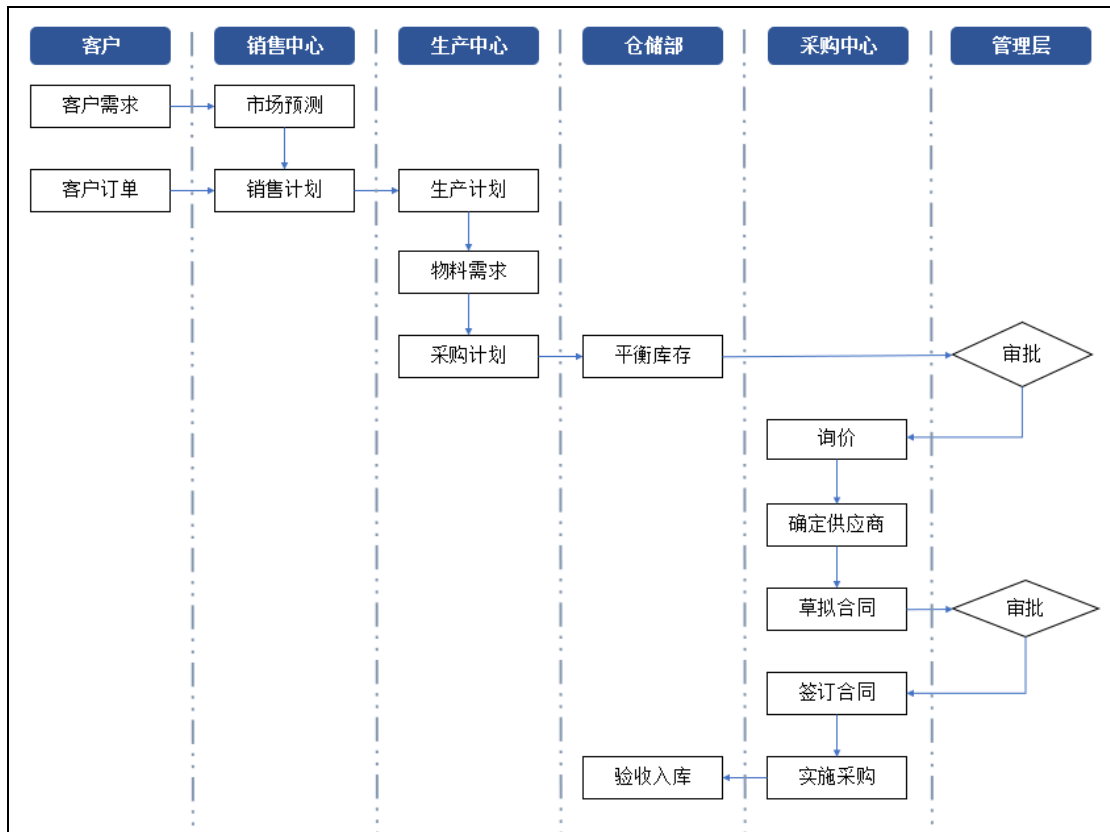 客户
销售中心
生产中心
仓储部
采购中心
管理层
客户需求
市场预测
客户订单
销售计划
生产计划
物料需求
采购计划
平衡库存
审批
询价
确定供应商
草拟合同
审批
签订合同
验收入库
实施采购